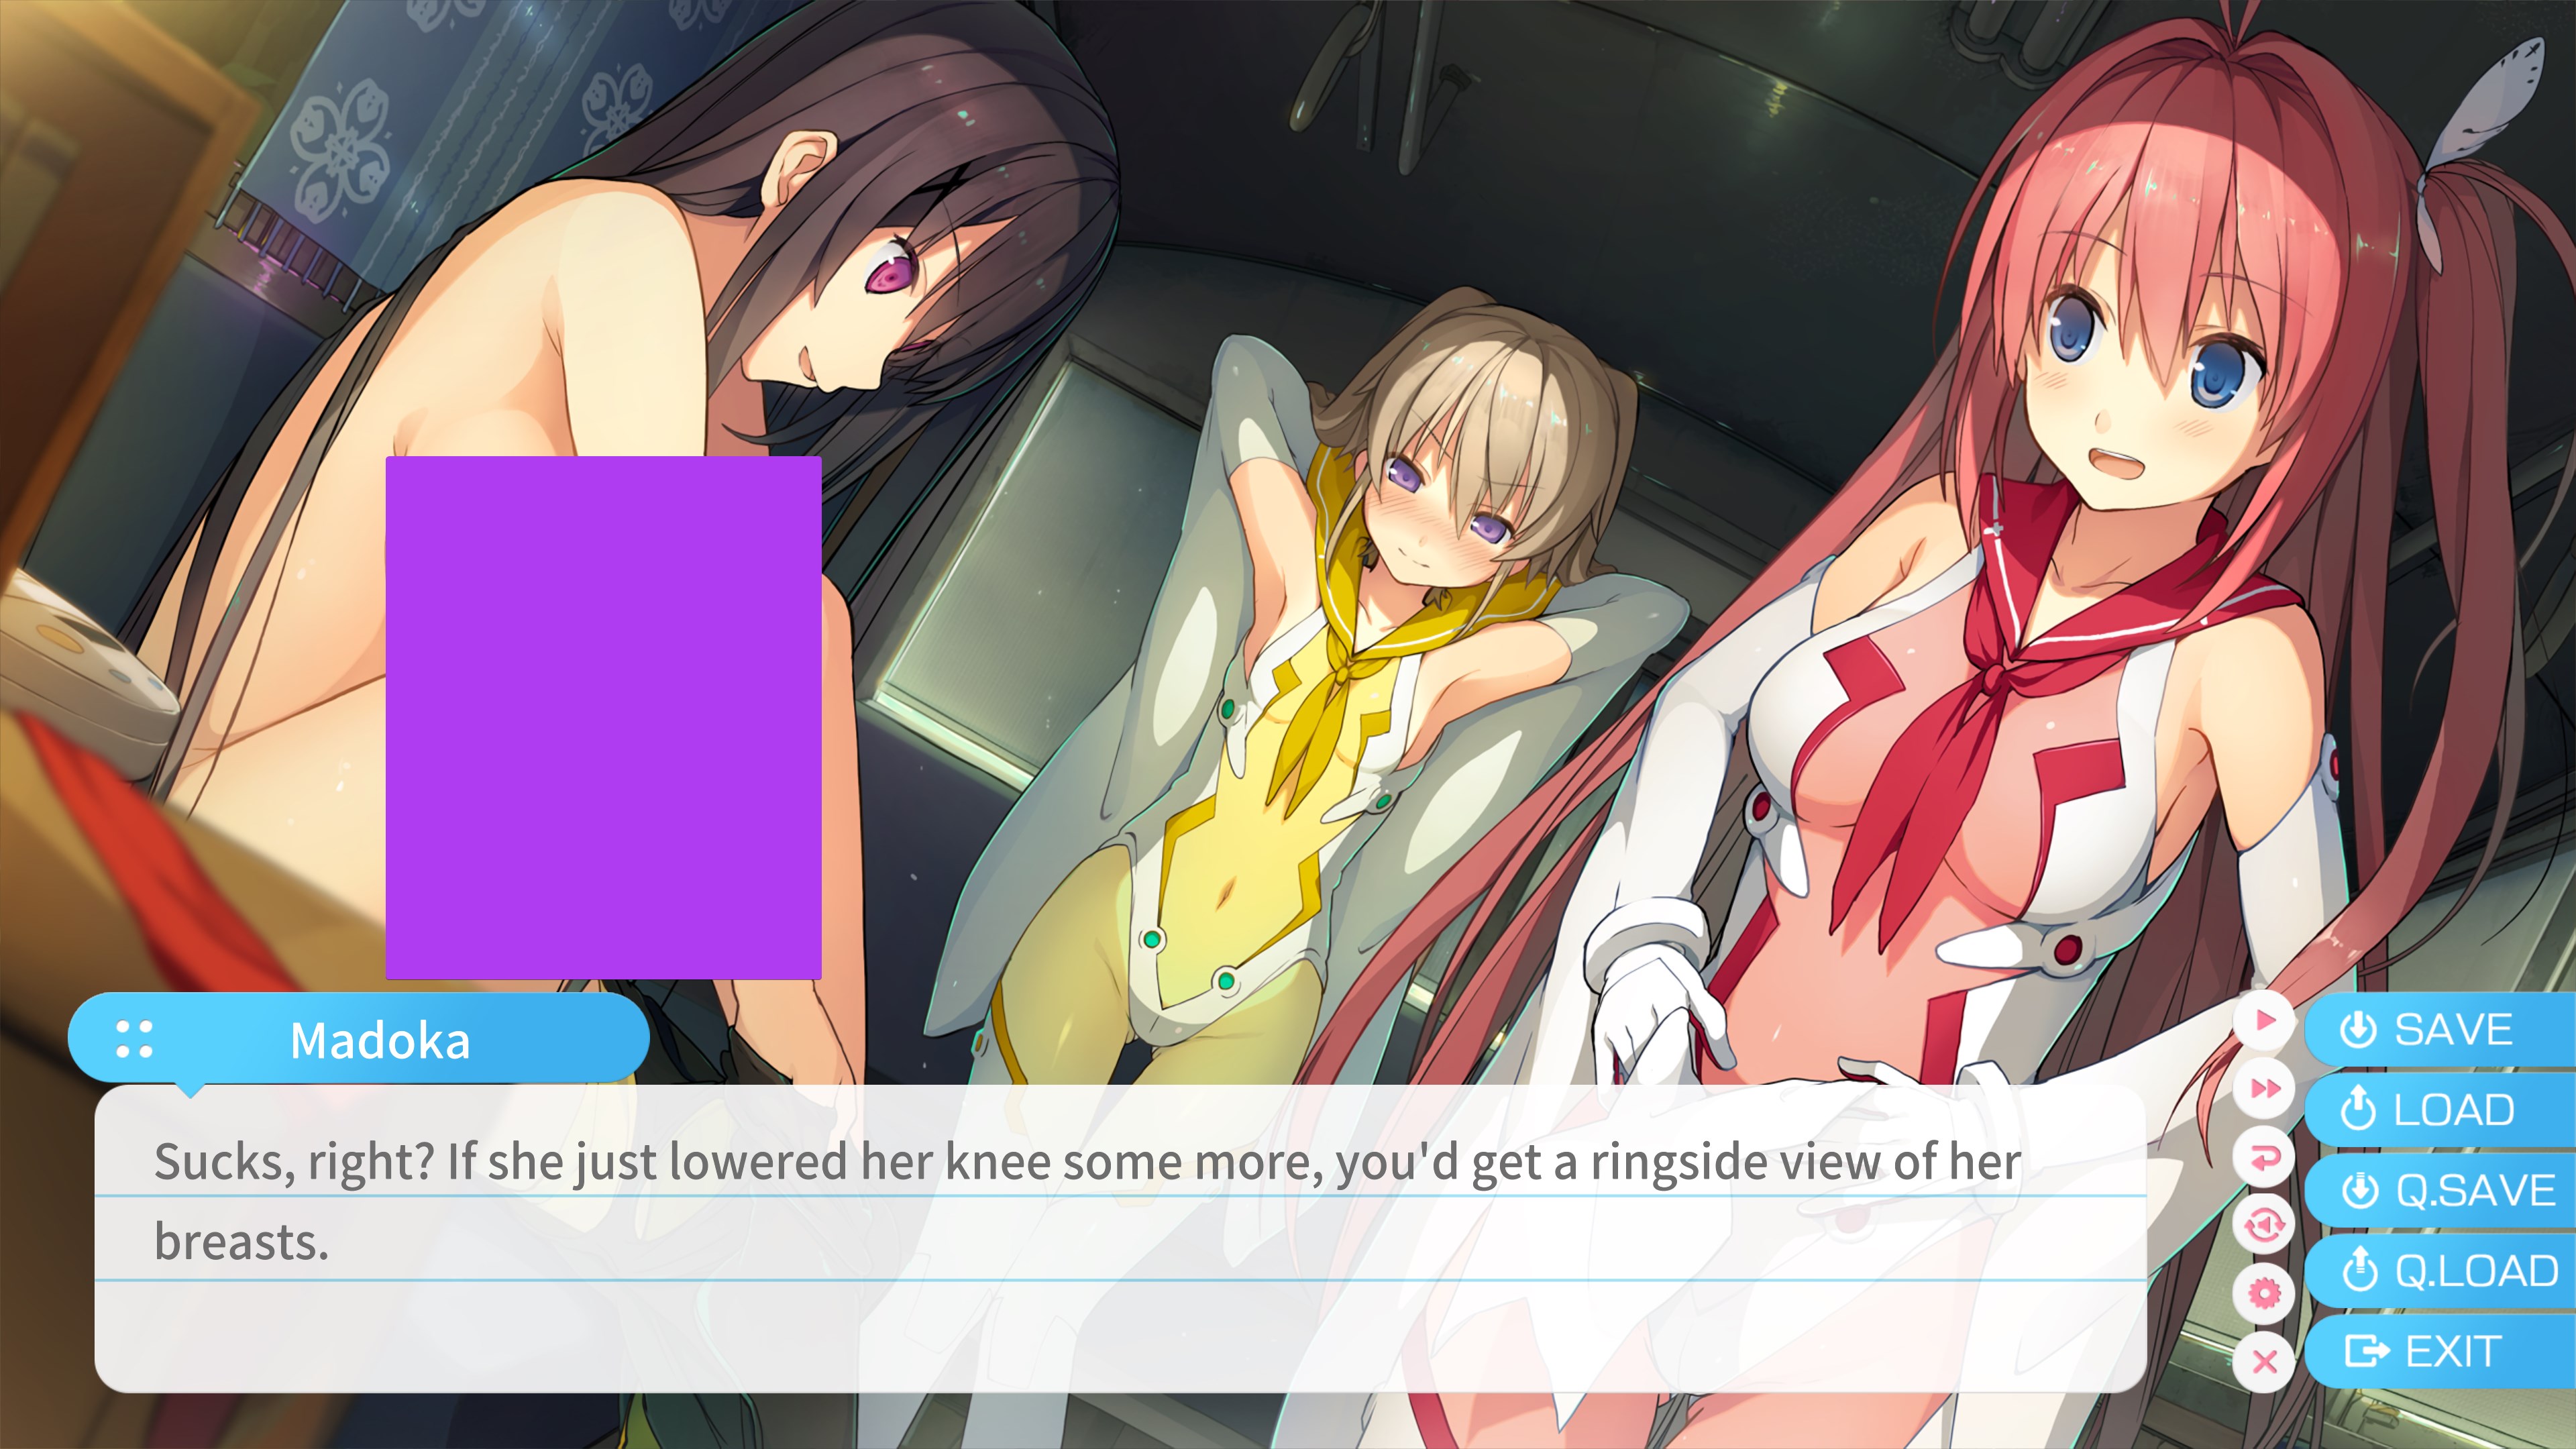 Madoka
Sucks, right? If she just lowered her knee some more, you'd get a ringside view of her
breasts.
SAVE
LOAD
Q.SAVE
Q.LOAD
EXIT